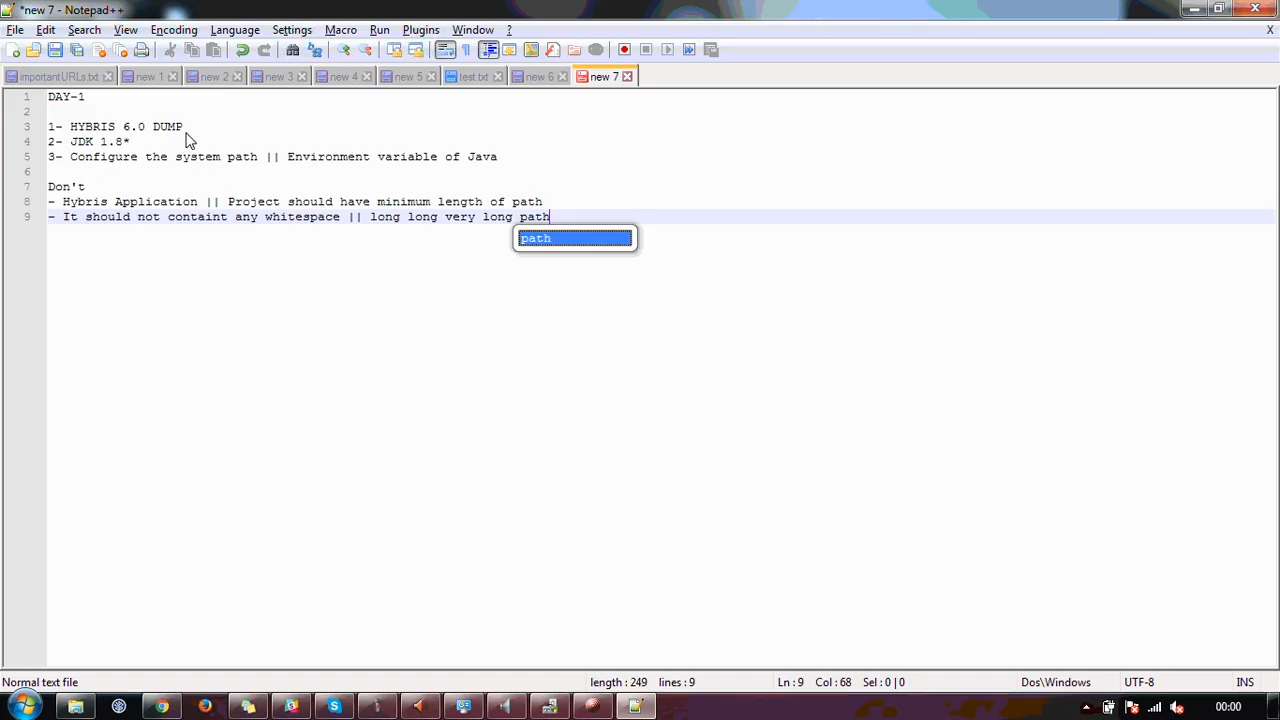 *new 7 - Notepad++
File Edit Search View Encoding Language Settings Macro Run Plugins Window ? X
importantURLs.txt new 1 new 2 new 3 new 4 new 5 test.txt new 6 new 7
1 DAY-1
2
3 1- HYBRIS 6.0 DUMP
4 2- JDK 1.8*
5 3- Configure the system path || Environment variable of Java
6
7 Don't
8 - Hybris Application || Project should have minimum length of path
9 - It should not containt any whitespace || long long very long path
path
Normal text file length : 249 lines : 9 Ln : 9 Col : 68 Sel : 0 | 0 Dos\Windows UTF-8 INS
00:00